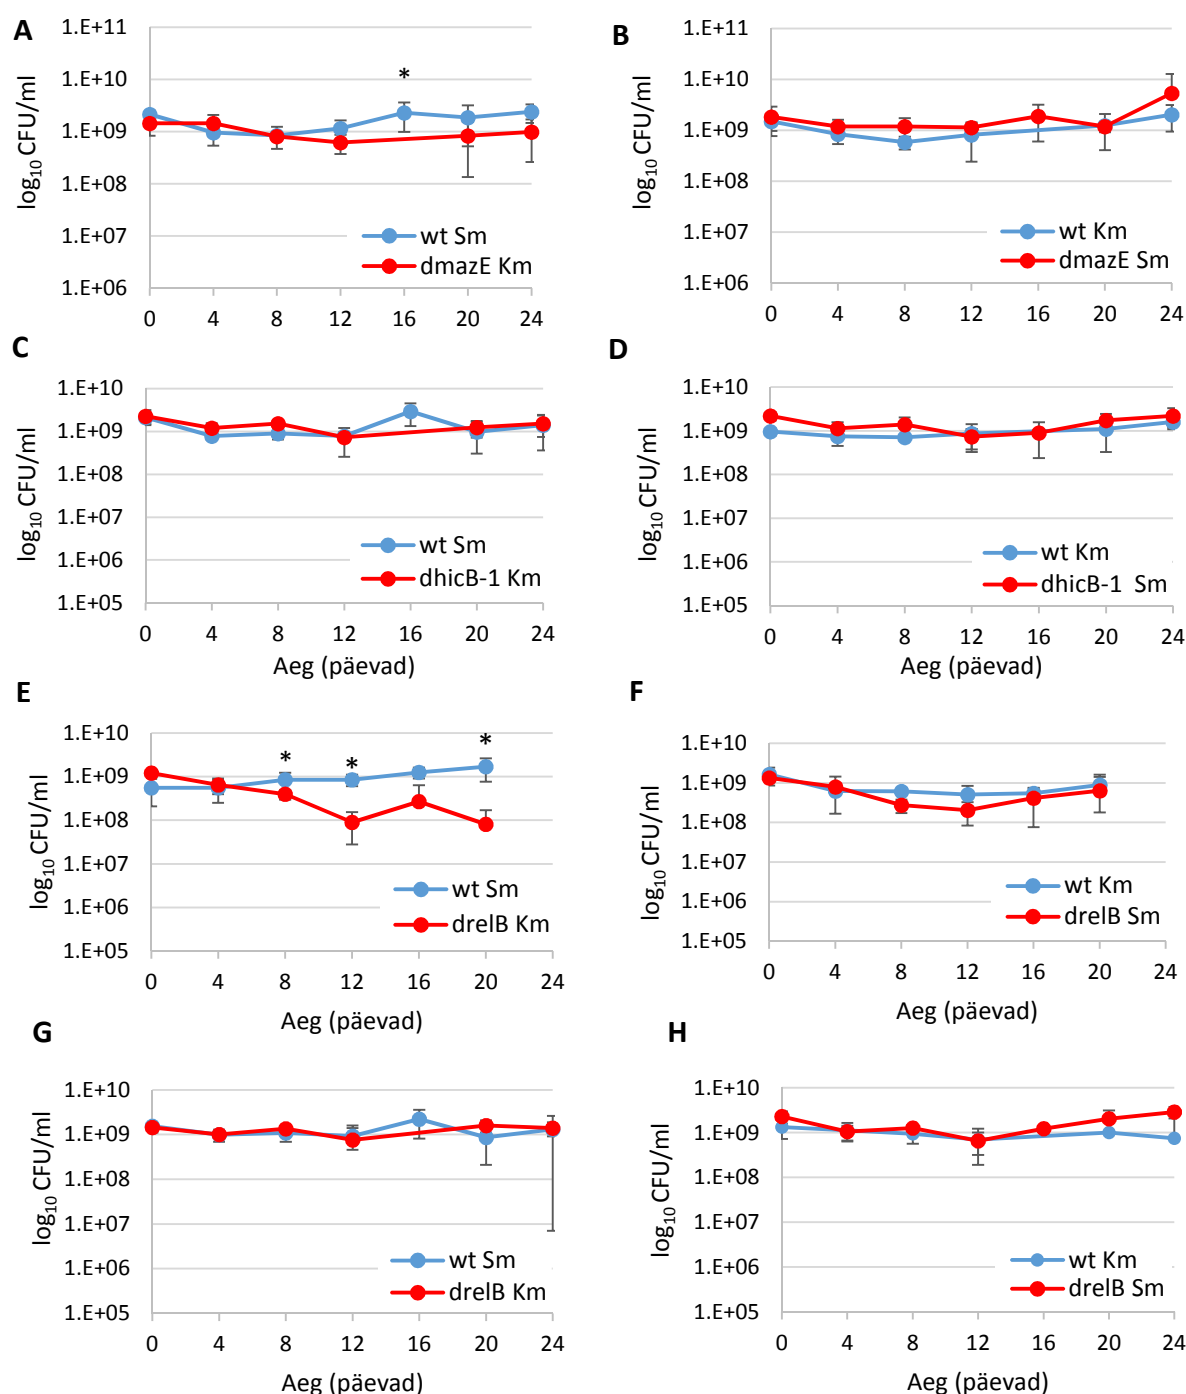 A
log10 CFU/ml
1.E+11
1.E+10
1.E+09
1.E+08
1.E+07
1.E+06
*
wt Sm
dmazE Km
0 4 8 12 16 20 24
B
log10 CFU/ml
1.E+11
1.E+10
1.E+09
1.E+08
1.E+07
1.E+06
wt Km
dmazE Sm
0 4 8 12 16 20 24
C
log10 CFU/ml
1.E+10
1.E+09
1.E+08
1.E+07
1.E+06
1.E+05
wt Sm
dhicB-1 Km
0 4 8 12 16 20 24
Aeg (päevad)
D
log10 CFU/ml
1.E+10
1.E+09
1.E+08
1.E+07
1.E+06
1.E+05
wt Km
dhicB-1 Sm
0 4 8 12 16 20 24
Aeg (päevad)
E
log10 CFU/ml
1.E+10
1.E+09
1.E+08
1.E+07
1.E+06
1.E+05
* * *
wt Sm
drelB Km
0 4 8 12 16 20 24
Aeg (päevad)
F
log10 CFU/ml
1.E+10
1.E+09
1.E+08
1.E+07
1.E+06
1.E+05
wt Km
drelB Sm
0 4 8 12 16 20 24
Aeg (päevad)
G
log10 CFU/ml
1.E+10
1.E+09
1.E+08
1.E+07
1.E+06
1.E+05
wt Sm
drelB Km
0 4 8 12 16 20 24
Aeg (päevad)
H
log10 CFU/ml
1.E+10
1.E+09
1.E+08
1.E+07
1.E+06
1.E+05
wt Km
drelB Sm
0 4 8 12 16 20 24
Aeg (päevad)